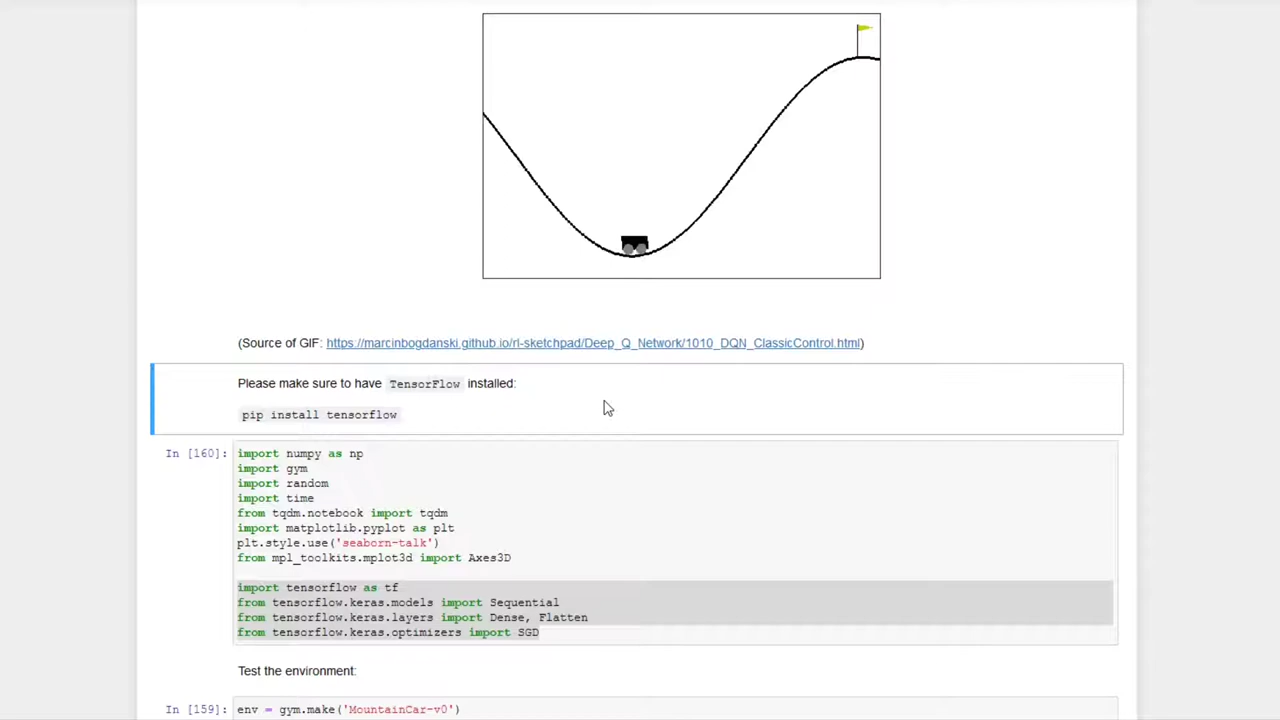 (Source of GIF: https://marcinbogdanski.github.io/rl-sketchpad/Deep_Q_Network/1010_DQN_ClassicControl.html)
Please make sure to have TensorFlow installed:
pip install tensorflow
In [160]: import numpy as np
import gym
import random
import time
from tqdm.notebook import tqdm
import matplotlib.pyplot as plt
plt.style.use('seaborn-talk')
from mpl_toolkits.mplot3d import Axes3D
import tensorflow as tf
from tensorflow.keras.models import Sequential
from tensorflow.keras.layers import Dense, Flatten
from tensorflow.keras.optimizers import SGD
Test the environment:
In [159]: env = gym.make('MountainCar-v0')